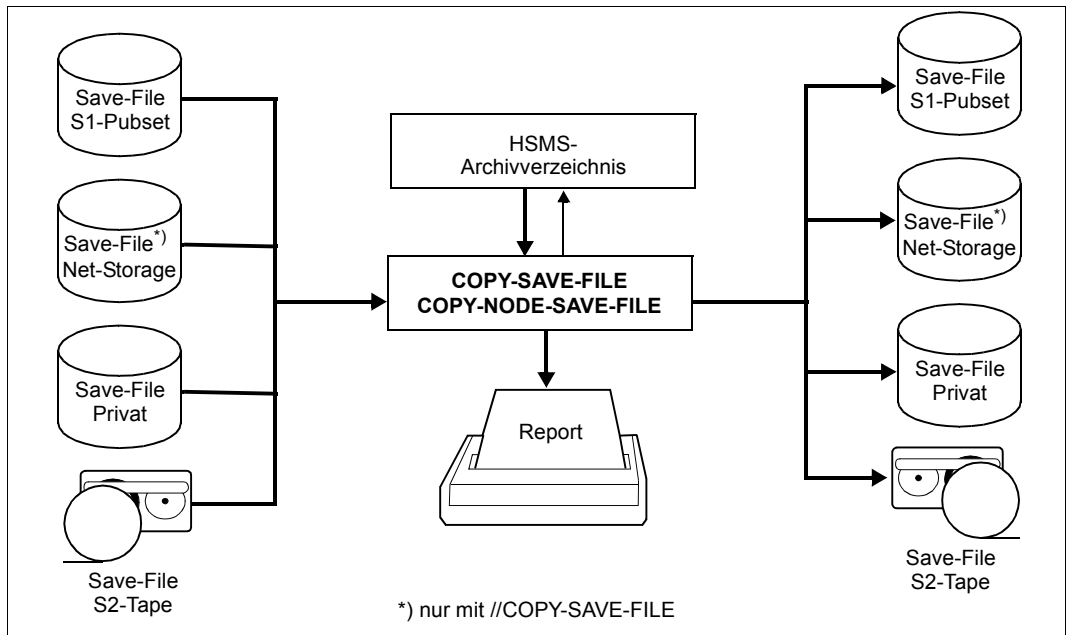 Save-File
S1-Pubset
Save-File*)
Net-Storage
Save-File
Privat
Save-File
S2-Tape
HSMS-
Archivverzeichnis
COPY-SAVE-FILE
COPY-NODE-SAVE-FILE
Report
Save-File
S1-Pubset
Save-File*)
Net-Storage
Save-File
Privat
Save-File
S2-Tape
*) nur mit //COPY-SAVE-FILE